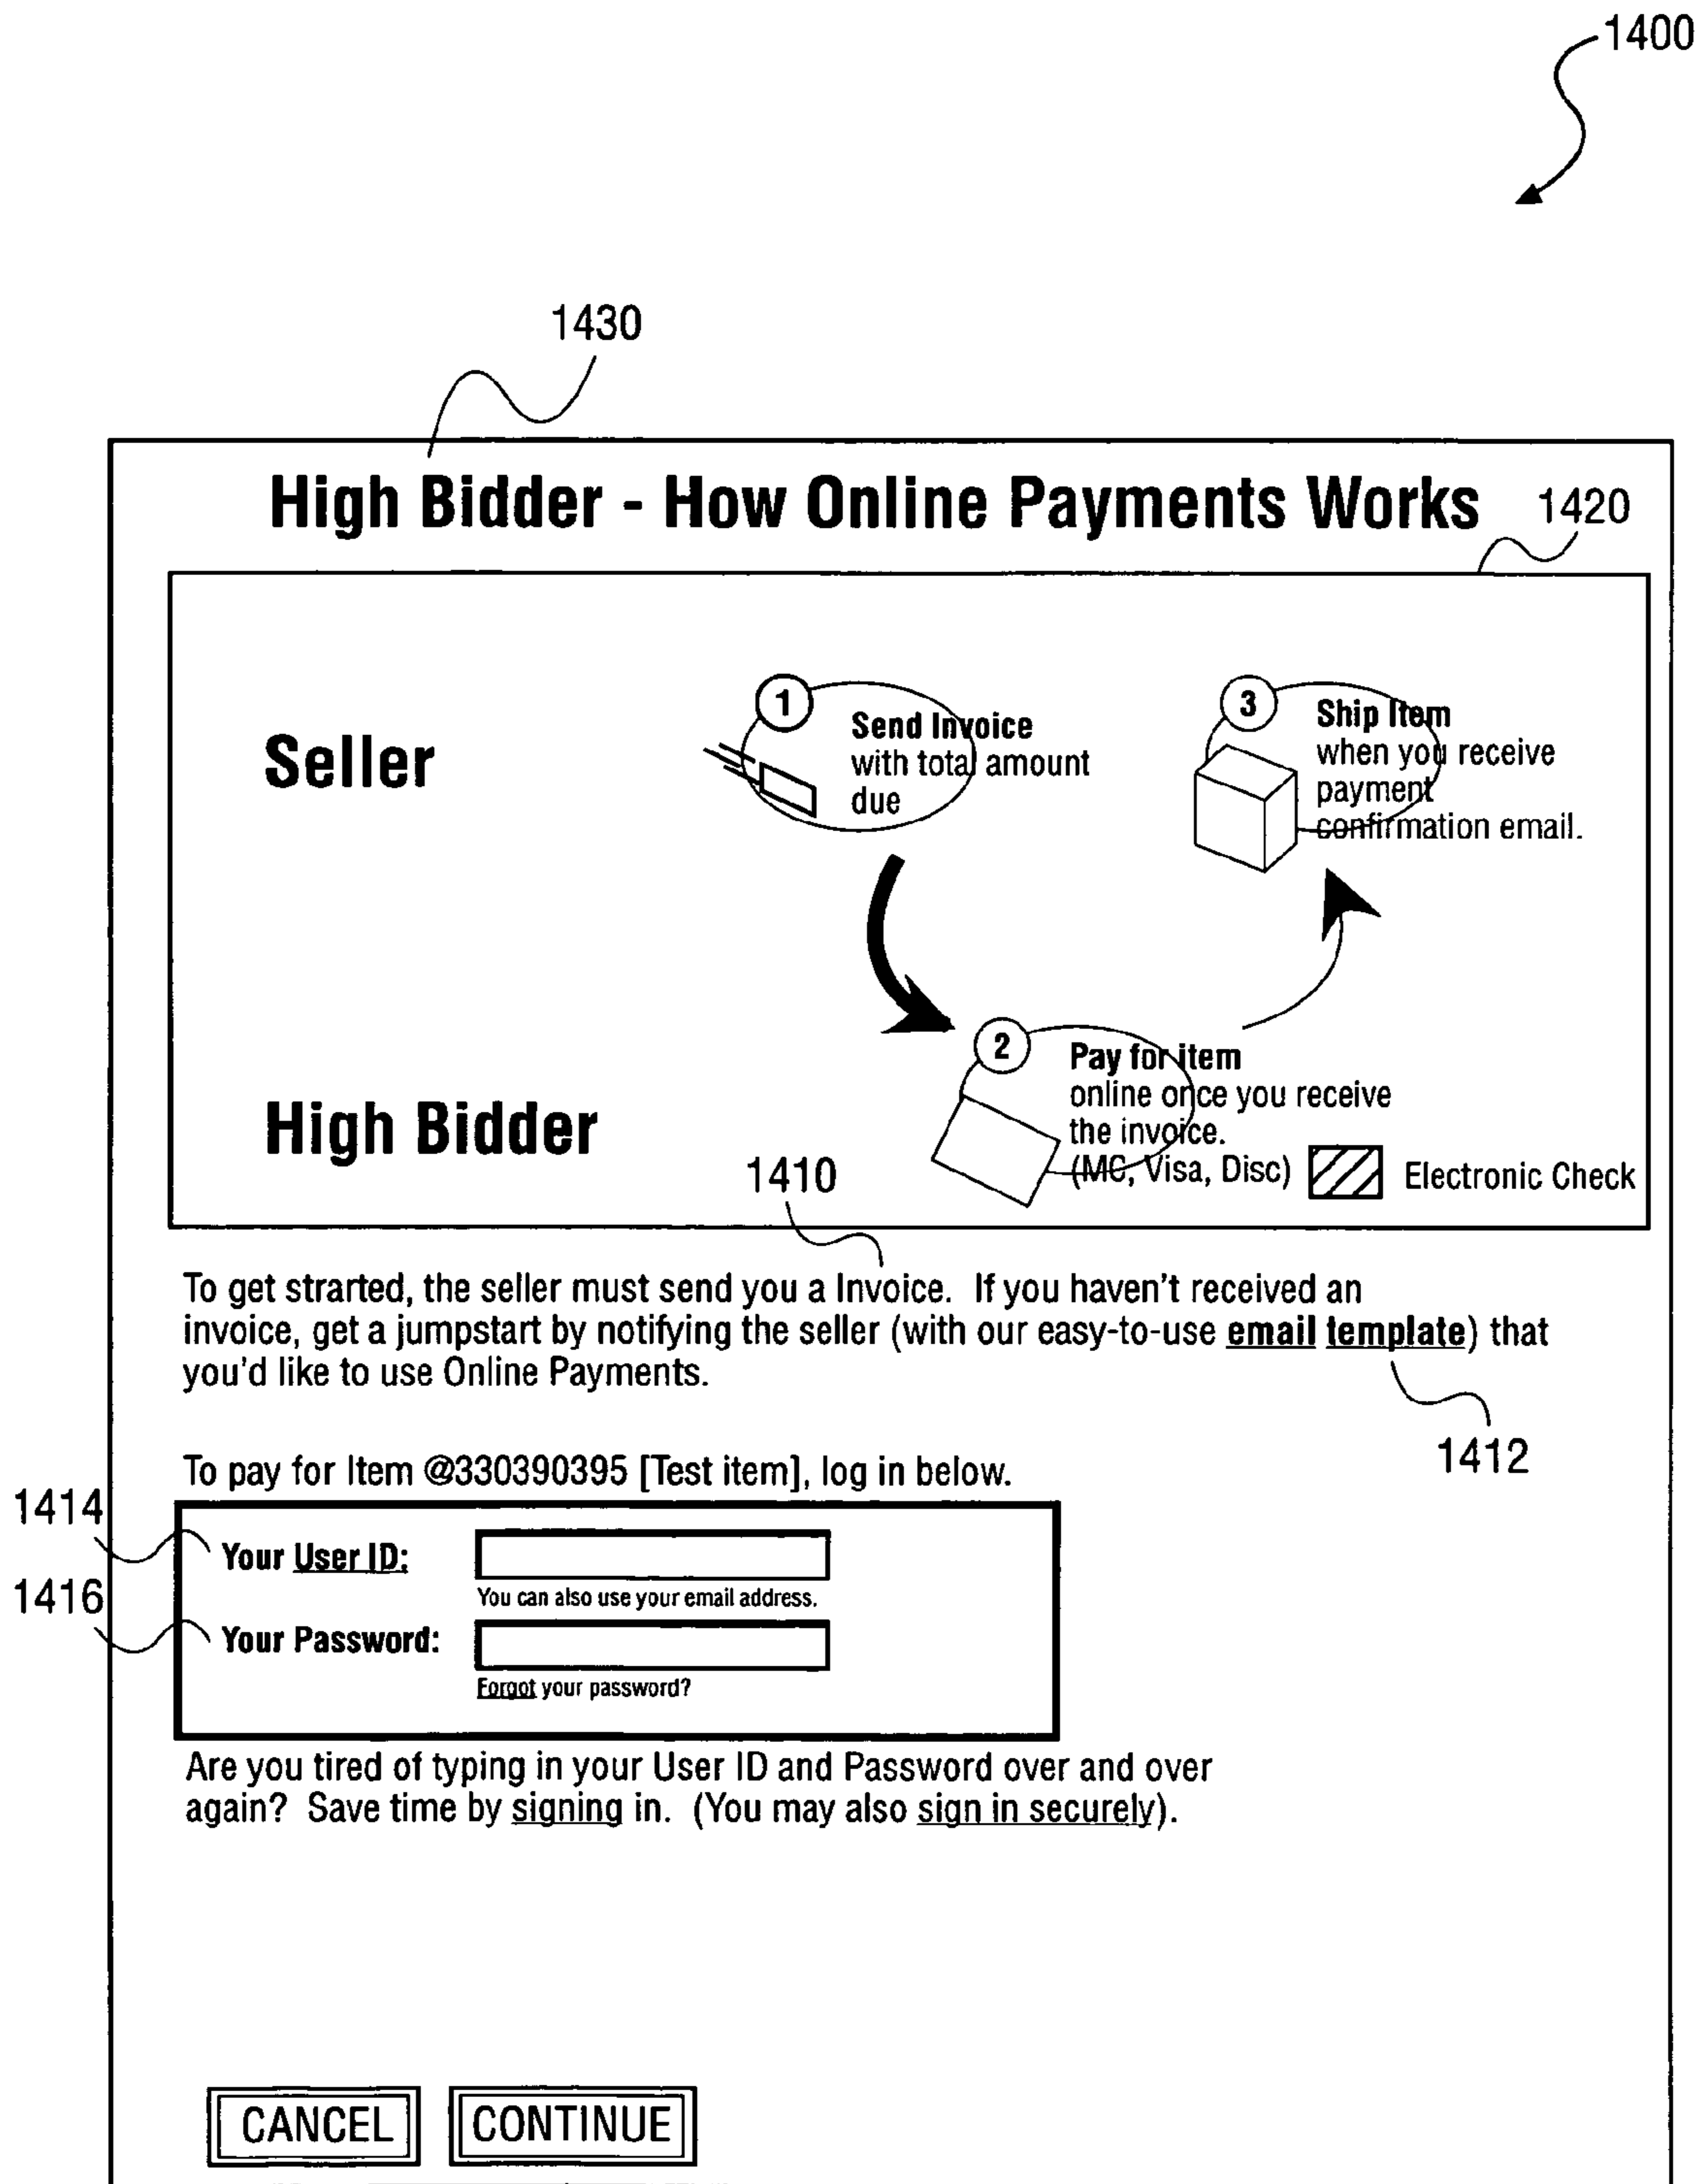 1400
1430
High Bidder - How Online Payments Works
1420
Seller
1
Send Invoice
with total amount
due
3
Ship Item
when you receive
payment
confirmation email.
High Bidder
2
Pay for item
online once you receive
the invoice.
(MC, Visa, Disc)
Electronic Check
1410
To get strarted, the seller must send you a Invoice. If you haven't received an
invoice, get a jumpstart by notifying the seller (with our easy-to-use email template) that
you'd like to use Online Payments.
1412
To pay for Item @330390395 [Test item], log in below.
1414
Your User ID:
You can also use your email address.
1416
Your Password:
Forgot your password?
Are you tired of typing in your User ID and Password over and over
again? Save time by signing in. (You may also sign in securely).
CANCEL CONTINUE